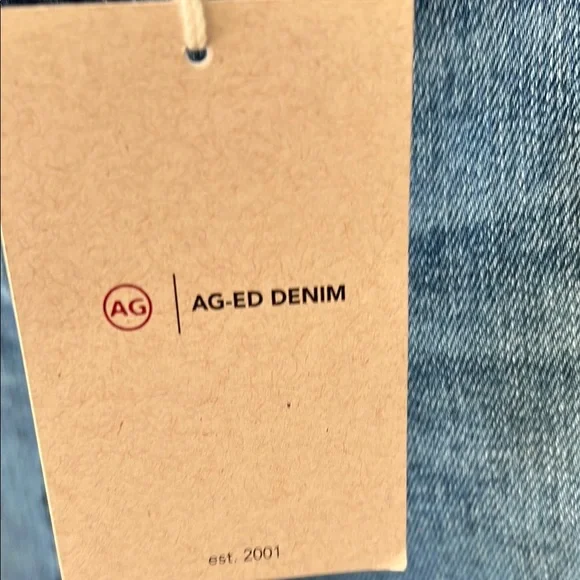 AG | AG-ED DENIM
est. 2001